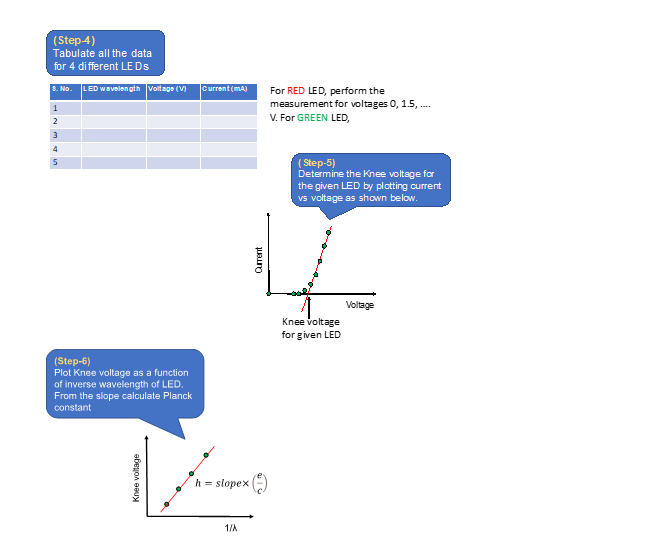 (Step-4)
Tabulate all the data
for 4 different LEDs
S. No. LED wavelength Voltage (V) Current (mA)
1
2
3
4
5
For RED LED, perform the
measurement for voltages 0, 1.5, ....
V. For GREEN LED,
(Step-5)
Determine the Knee voltage for
the given LED by plotting current
vs voltage as shown below.
Current
Voltage
Knee voltage
for given LED
(Step-6)
Plot Knee voltage as a function
of inverse wavelength of LED.
From the slope calculate Planck
constant
Knee voltage
h = slope× (e/c)
1/λ